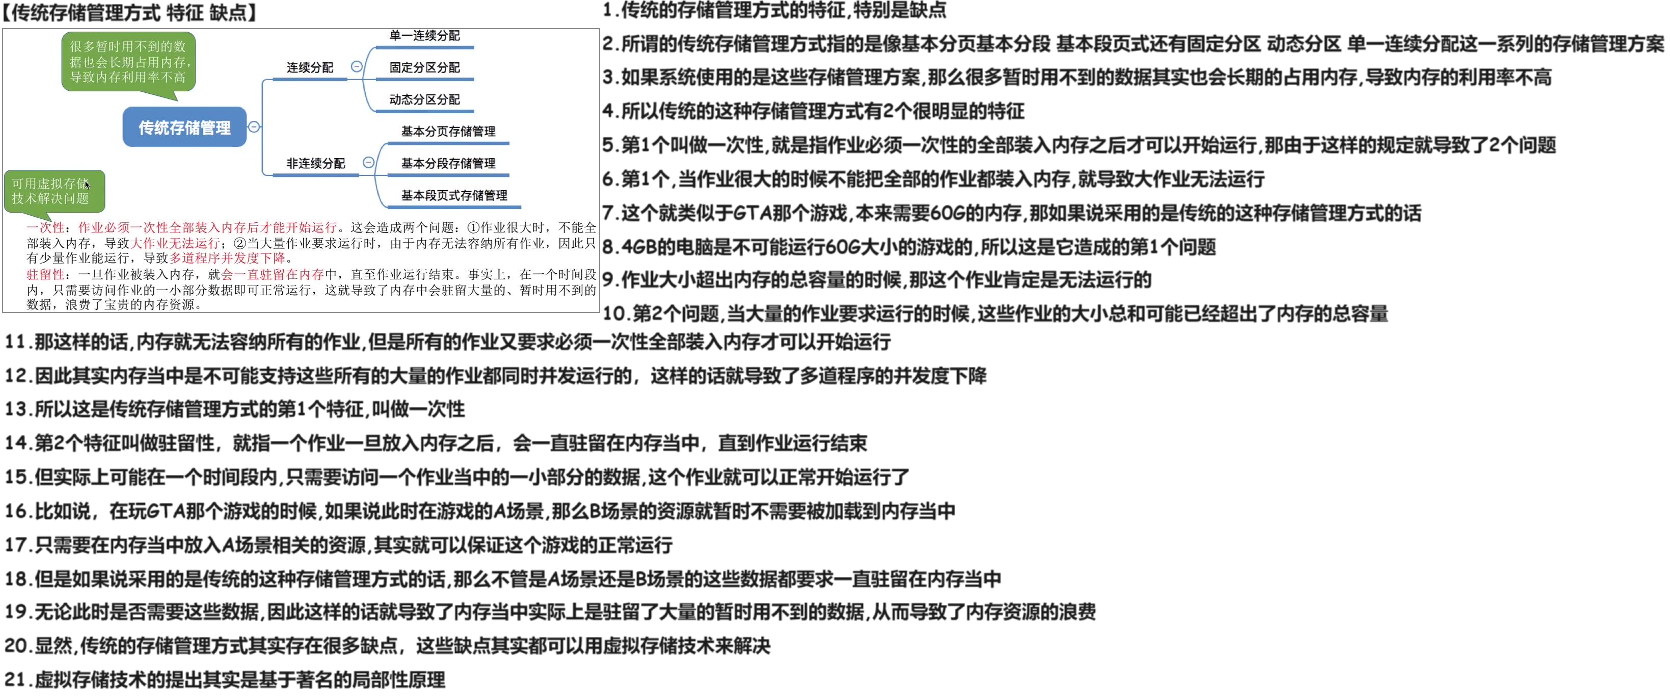 【传统存储管理方式 特征 缺点】
很多暂时用不到的数
据也会长期占用内存,
导致内存利用率不高
单一连续分配
连续分配
固定分区分配
动态分区分配
传统存储管理
基本分页存储管理
非连续分配
基本分段存储管理
基本段页式存储管理
可用虚拟存储
技术解决问题
一次性：作业必须一次性全部装入内存后才能开始运行。这会造成两个问题：①作业很大时，不能全
部装入内存，导致大作业无法运行；②当大量作业要求运行时，由于内存无法容纳所有作业，因此只
有少量作业能运行，导致多道程序并发度下降。
驻留性：一旦作业被装入内存，就会一直驻留在内存中，直至作业运行结束。事实上，在一个时间段
内，只需要访问作业的一小部分数据即可正常运行，这就导致了内存中会驻留大量的、暂时用不到的
数据，浪费了宝贵的内存资源。
1.传统的存储管理方式的特征,特别是缺点
2.所谓的传统存储管理方式指的是像基本分页基本分段 基本段页式还有固定分区 动态分区 单一连续分配这一系列的存储管理方案
3.如果系统使用的是这些存储管理方案,那么很多暂时用不到的数据其实也会长期的占用内存,导致内存的利用率不高
4.所以传统的这种存储管理方式有2个很明显的特征
5.第1个叫做一次性,就是指作业必须一次性的全部装入内存之后才可以开始运行,那由于这样的规定就导致了2个问题
6.第1个,当作业很大的时候不能把全部的作业都装入内存,就导致大作业无法运行
7.这个就类似于GTA那个游戏,本来需要60G的内存,那如果说采用的是传统的这种存储管理方式的话
8.4GB的电脑是不可能运行60G大小的游戏的,所以这是它造成的第1个问题
9.作业大小超出内存的总容量的时候,那这个作业肯定是无法运行的
10.第2个问题,当大量的作业要求运行的时候,这些作业的大小总和可能已经超出了内存的总容量
11.那这样的话,内存就无法容纳所有的作业,但是所有的作业又要求必须一次性全部装入内存才可以开始运行
12.因此其实内存当中是不可能支持这些所有的大量的作业都同时并发运行的，这样的话就导致了多道程序的并发度下降
13.所以这是传统存储管理方式的第1个特征,叫做一次性
14.第2个特征叫做驻留性，就指一个作业一旦放入内存之后，会一直驻留在内存当中，直到作业运行结束
15.但实际上可能在一个时间段内,只需要访问一个作业当中的一小部分的数据,这个作业就可以正常开始运行了
16.比如说，在玩GTA那个游戏的时候,如果说此时在游戏的A场景,那么B场景的资源就暂时不需要被加载到内存当中
17.只需要在内存当中放入A场景相关的资源,其实就可以保证这个游戏的正常运行
18.但是如果说采用的是传统的这种存储管理方式的话,那么不管是A场景还是B场景的这些数据都要求一直驻留在内存当中
19.无论此时是否需要这些数据,因此这样的话就导致了内存当中实际上是驻留了大量的暂时用不到的数据,从而导致了内存资源的浪费
20.显然,传统的存储管理方式其实存在很多缺点，这些缺点其实都可以用虚拟存储技术来解决
21.虚拟存储技术的提出其实是基于著名的局部性原理